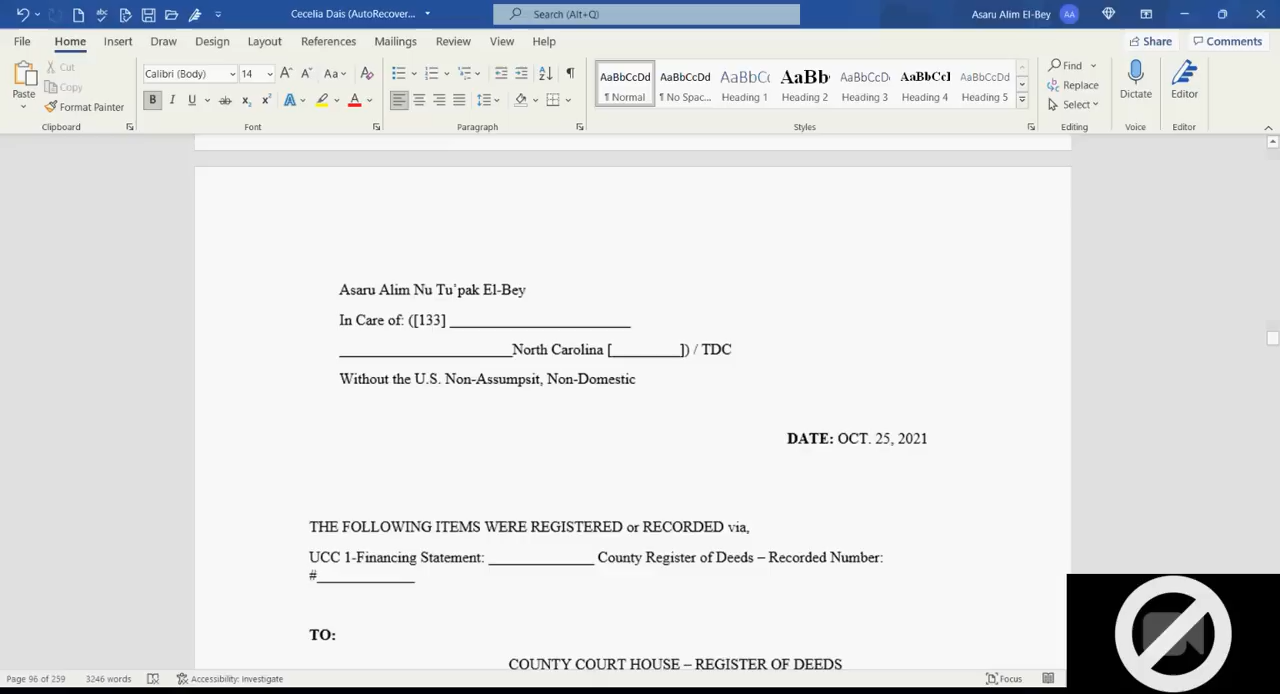 Cecelia Dais (AutoRecover...
Search (Alt+Q)
Asaru Alim El-Bey
AA
File
Home
Insert
Draw
Design
Layout
References
Mailings
Review
View
Help
Share
Comments
Paste
Cut
Copy
Format Painter
Clipboard
Calibri (Body)
14
Font
Paragraph
AaBbCcDd
¶ Normal
AaBbCcDd
¶ No Spac...
AaBbCc
Heading 1
AaBb
Heading 2
AaBbCcD
Heading 3
AaBbCcl
Heading 4
AaBbCcDd
Heading 5
Styles
Find
Replace
Select
Editing
Dictate
Voice
Editor
Editor
Asaru Alim Nu Tu'pak El-Bey
In Care of: ([133] _______________________
______________________North Carolina [_________]) / TDC
Without the U.S. Non-Assumpsit, Non-Domestic
DATE: OCT. 25, 2021
THE FOLLOWING ITEMS WERE REGISTERED or RECORDED via,
UCC 1-Financing Statement: ______________ County Register of Deeds – Recorded Number:
#_____________
TO:
COUNTY COURT HOUSE – REGISTER OF DEEDS
Page 96 of 259
3246 words
Accessibility: Investigate
Focus